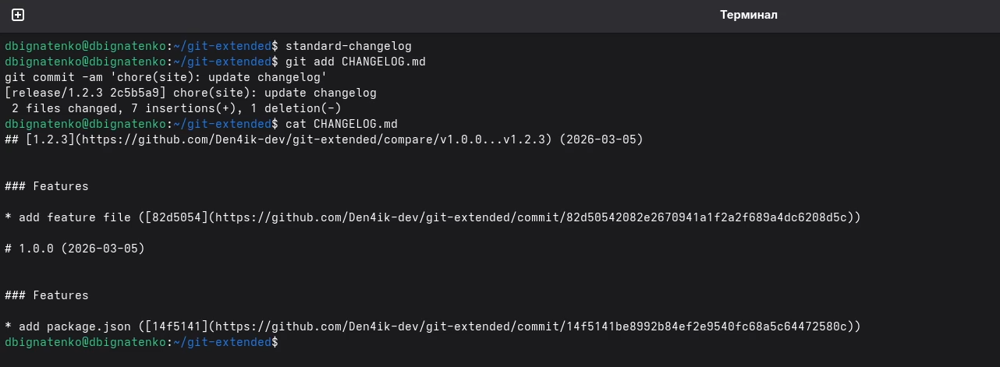 Терминал
dbignatenko@dbignatenko:~/git-extended$ standard-changelog
dbignatenko@dbignatenko:~/git-extended$ git add CHANGELOG.md
git commit -am 'chore(site): update changelog'
[release/1.2.3 2c5b5a9] chore(site): update changelog
 2 files changed, 7 insertions(+), 1 deletion(-)
dbignatenko@dbignatenko:~/git-extended$ cat CHANGELOG.md
## [1.2.3](https://github.com/Den4ik-dev/git-extended/compare/v1.0.0...v1.2.3) (2026-03-05)
### Features
* add feature file ([82d5054](https://github.com/Den4ik-dev/git-extended/commit/82d50542082e2670941a1f2a2f689a4dc6208d5c))
# 1.0.0 (2026-03-05)
### Features
* add package.json ([14f5141](https://github.com/Den4ik-dev/git-extended/commit/14f5141be8992b84ef2e9540fc68a5c64472580c))
dbignatenko@dbignatenko:~/git-extended$